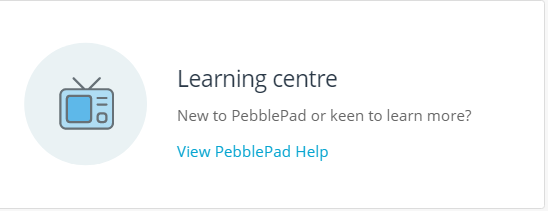 Learning centre
New to PebblePad or keen to learn more?
View PebblePad Help